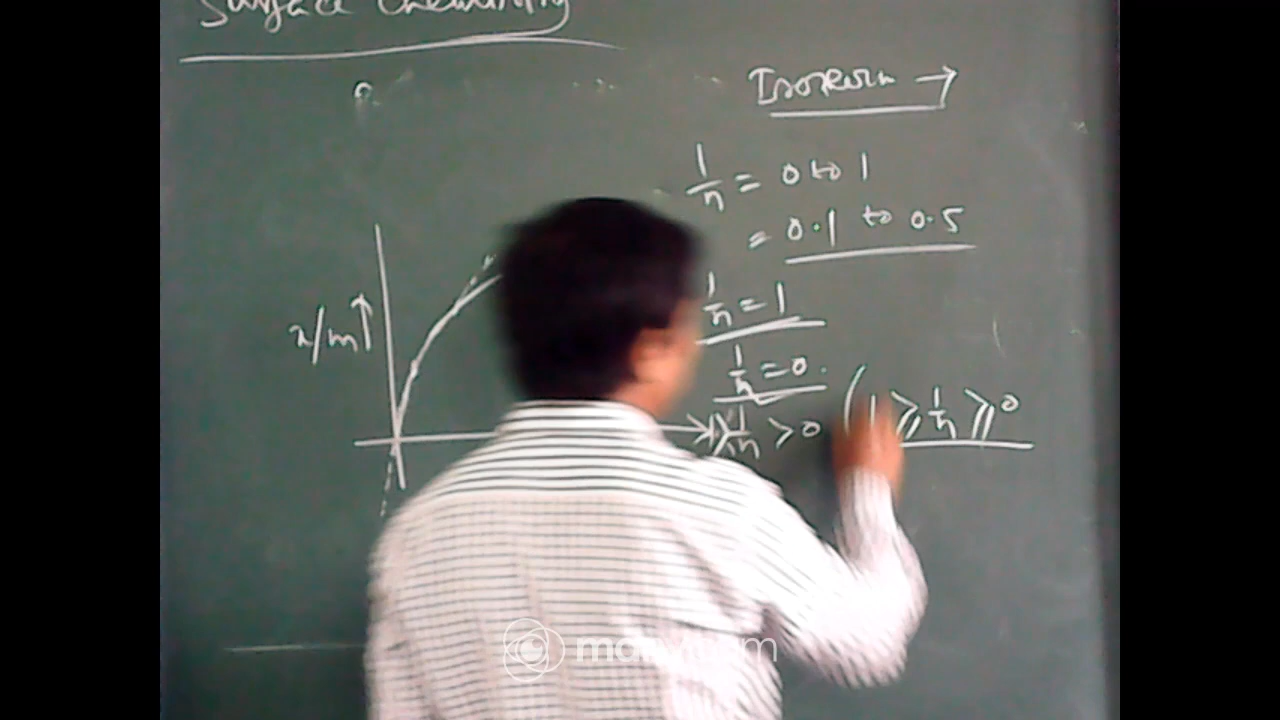 Surface Chemistry
Isotherm →
1/n = 0 to 1
= 0.1 to 0.5
x/m ↑
1/n = 1
1/n = 0.
1/n > 0 (1 ≥ 1/n ≥ 0